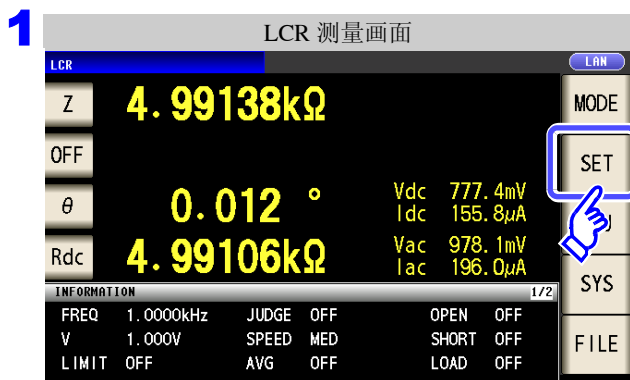 1
LCR 测量画面
LCR
LAN
Z 4.99138kΩ
MODE
OFF
SET
θ 0.012 °
Vdc 777.4mV
Idc 155.8μA
Rdc 4.99106kΩ
Vac 978.1mV
Iac 196.0μA
SYS
INFORMATION 1/2
FREQ 1.0000kHz JUDGE OFF OPEN OFF
V 1.000V SPEED MED SHORT OFF
LIMIT OFF AVG OFF LOAD OFF
FILE